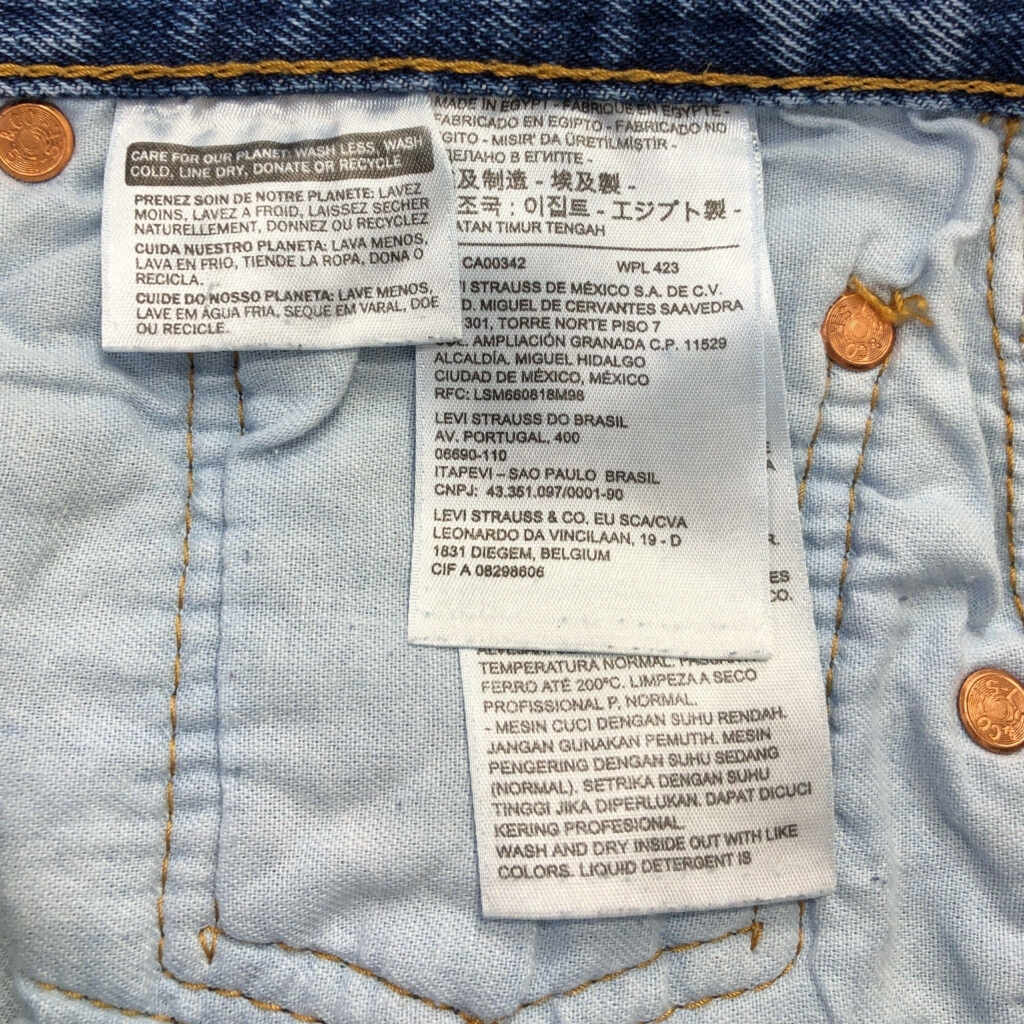 CARE FOR OUR PLANET: WASH LESS, WASH
COLD, LINE DRY, DONATE OR RECYCLE
PRENEZ SOIN DE NOTRE PLANETE: LAVEZ
MOINS, LAVEZ A FROID, LAISSEZ SECHER
NATURELLEMENT, DONNEZ OU RECYCLEZ
CUIDA NUESTRO PLANETA: LAVA MENOS,
LAVA EN FRIO, TIENDE LA ROPA, DONA O
RECICLA.
CUIDE DO NOSSO PLANETA: LAVE MENOS,
LAVE EM ÁGUA FRIA, SEQUE EM VARAL, DOE
OU RECICLE.
MADE IN EGYPT - FABRIQUE EN EGYPTE -
FABRICADO EN EGIPTO - FABRICADO NO
GITO - MISIR' DA ÜRETILMIŞTIR -
ДЕЛАНО В ЕГИПТЕ -
及制造 - 埃及製 -
조국 : 이집트 - エジプト製 -
ATAN TIMUR TENGAH
CA00342 WPL 423
I STRAUSS DE MÉXICO S.A. DE C.V.
D. MIGUEL DE CERVANTES SAAVEDRA
301, TORRE NORTE PISO 7
AMPLIACIÓN GRANADA C.P. 11529
ALCALDÍA. MIGUEL HIDALGO
CIUDAD DE MÉXICO, MÉXICO
RFC: LSM660818M98
LEVI STRAUSS DO BRASIL
AV. PORTUGAL, 400
06690-110
ITAPEVI – SAO PAULO BRASIL
CNPJ: 43.351.097/0001-90
LEVI STRAUSS & CO. EU SCA/CVA
LEONARDO DA VINCILAAN, 19 - D
1831 DIEGEM, BELGIUM
CIF A 08298606
A
R.
ES
CO.
TEMPERATURA NORMAL.
FERRO ATÉ 200ºC. LIMPEZA A SECO
PROFISSIONAL P, NORMAL.
- MESIN CUCI DENGAN SUHU RENDAH.
JANGAN GUNAKAN PEMUTIH. MESIN
PENGERING DENGAN SUHU SEDANG
(NORMAL). SETRIKA DENGAN SUHU
TINGGI JIKA DIPERLUKAN. DAPAT DICUCI
KERING PROFESIONAL.
WASH AND DRY INSIDE OUT WITH LIKE
COLORS. LIQUID DETERGENT IS